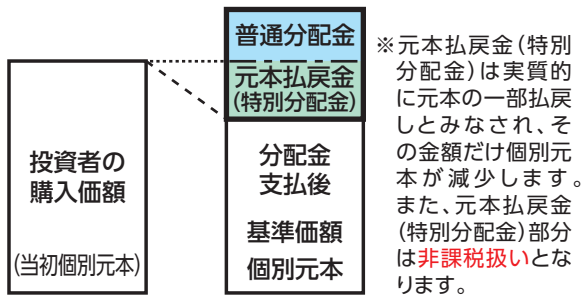 投資者の
購入価額
(当初個別元本)
普通分配金
元本払戻金
(特別分配金)
分配金
支払後
基準価額
個別元本
※元本払戻金(特別
分配金)は実質的
に元本の一部払戻
しとみなされ、そ
の金額だけ個別元
本が減少します。
また、元本払戻金
(特別分配金)部分
は非課税扱いとな
ります。